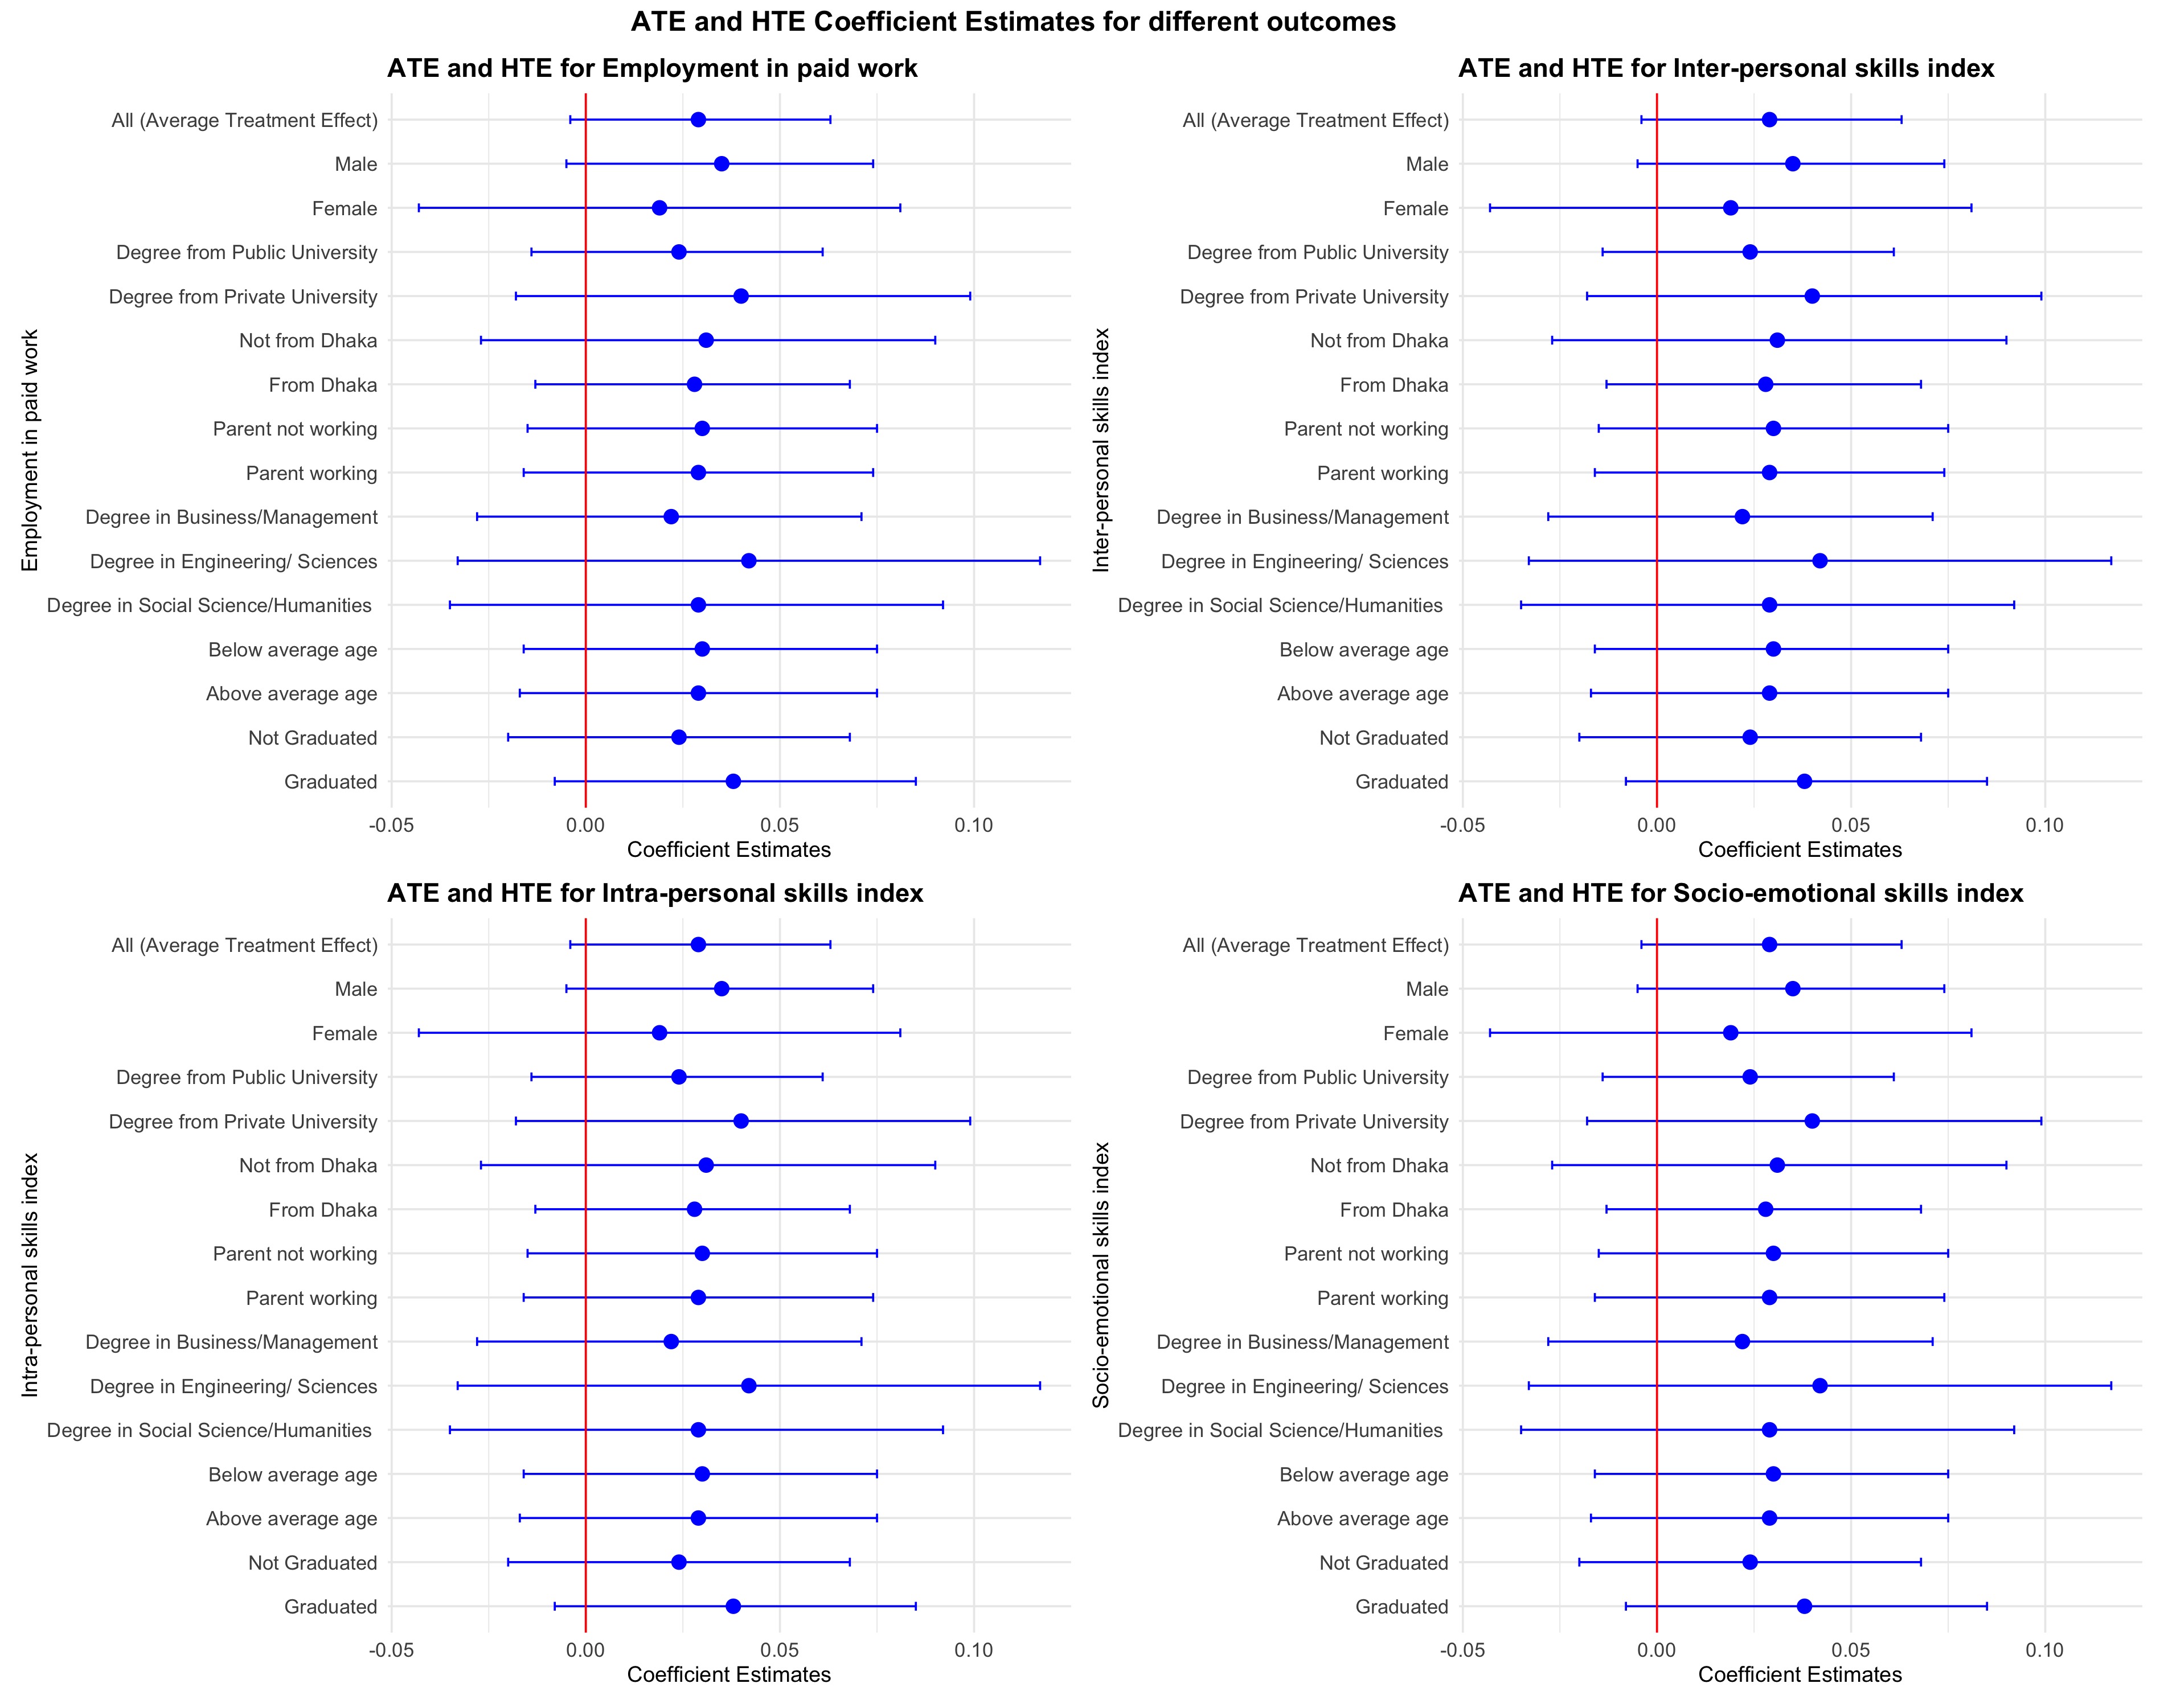 ATE and HTE Coefficient Estimates for different outcomes
ATE and HTE for Employment in paid work
Employment in paid work
All (Average Treatment Effect)
Male
Female
Degree from Public University
Degree from Private University
Not from Dhaka
From Dhaka
Parent not working
Parent working
Degree in Business/Management
Degree in Engineering/ Sciences
Degree in Social Science/Humanities
Below average age
Above average age
Not Graduated
Graduated
-0.05 0.00 0.05 0.10
Coefficient Estimates
ATE and HTE for Inter-personal skills index
Inter-personal skills index
All (Average Treatment Effect)
Male
Female
Degree from Public University
Degree from Private University
Not from Dhaka
From Dhaka
Parent not working
Parent working
Degree in Business/Management
Degree in Engineering/ Sciences
Degree in Social Science/Humanities
Below average age
Above average age
Not Graduated
Graduated
-0.05 0.00 0.05 0.10
Coefficient Estimates
ATE and HTE for Intra-personal skills index
Intra-personal skills index
All (Average Treatment Effect)
Male
Female
Degree from Public University
Degree from Private University
Not from Dhaka
From Dhaka
Parent not working
Parent working
Degree in Business/Management
Degree in Engineering/ Sciences
Degree in Social Science/Humanities
Below average age
Above average age
Not Graduated
Graduated
-0.05 0.00 0.05 0.10
Coefficient Estimates
ATE and HTE for Socio-emotional skills index
Socio-emotional skills index
All (Average Treatment Effect)
Male
Female
Degree from Public University
Degree from Private University
Not from Dhaka
From Dhaka
Parent not working
Parent working
Degree in Business/Management
Degree in Engineering/ Sciences
Degree in Social Science/Humanities
Below average age
Above average age
Not Graduated
Graduated
-0.05 0.00 0.05 0.10
Coefficient Estimates